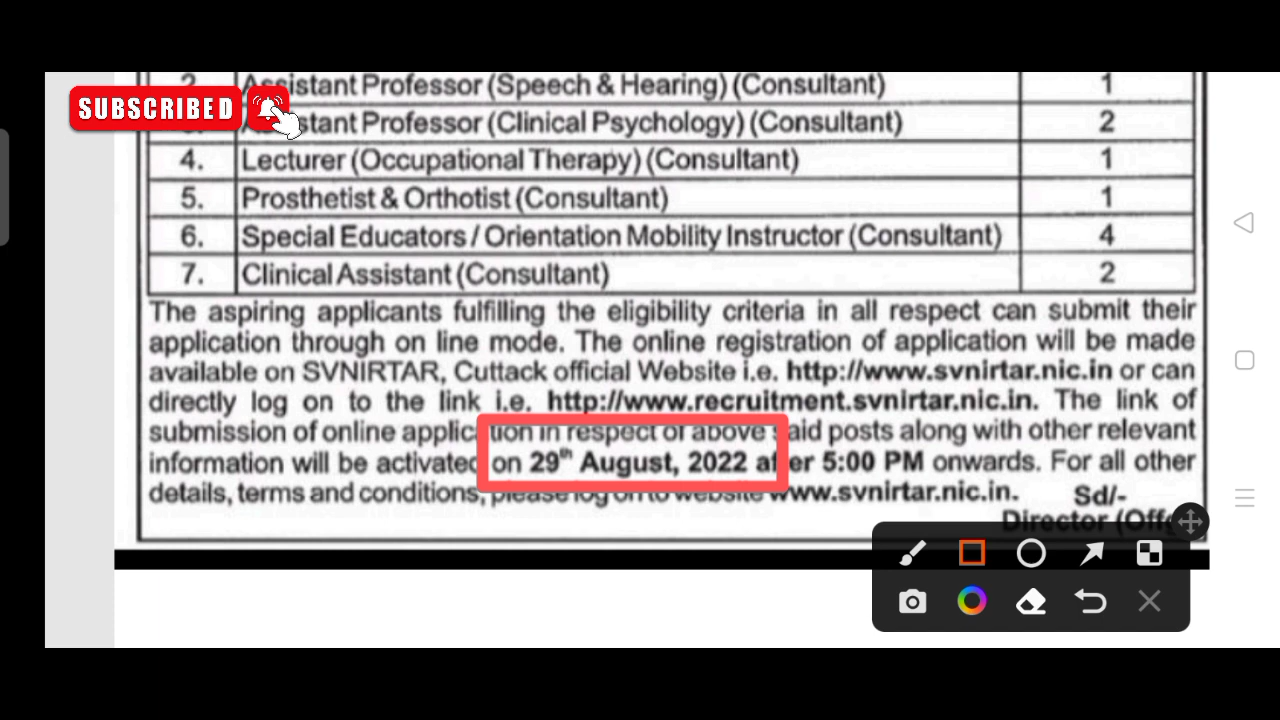 SUBSCRIBED
2. Assistant Professor (Speech & Hearing) (Consultant) 1
Assistant Professor (Clinical Psychology) (Consultant) 2
4. Lecturer (Occupational Therapy) (Consultant) 1
5. Prosthetist & Orthotist (Consultant) 1
6. Special Educators / Orientation Mobility Instructor (Consultant) 4
7. Clinical Assistant (Consultant) 2
The aspiring applicants fulfilling the eligibility criteria in all respect can submit their
application through on line mode. The online registration of application will be made
available on SVNIRTAR, Cuttack official Website i.e. http://www.svnirtar.nic.in or can
directly log on to the link i.e. http://www.recruitment.svnirtar.nic.in. The link of
submission of online application in respect of above said posts along with other relevant
information will be activated on 29th August, 2022 after 5:00 PM onwards. For all other
details, terms and conditions, please log on to website www.svnirtar.nic.in. Sd/-
Director (Offg